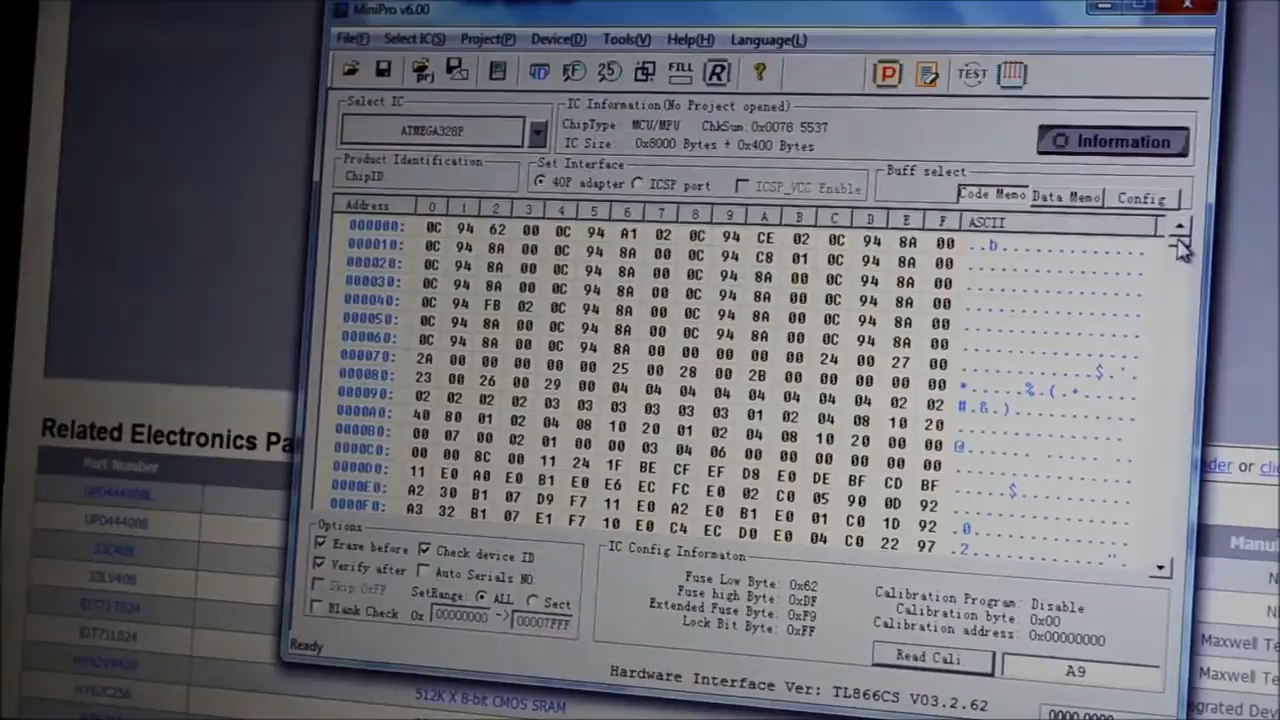 MiniPro v6.00
File(F) Select IC(S) Project(P) Device(D) Tools(V) Help(H) Language(L)
prj FILL R ? P TEST
Select IC
ATMEGA328P
IC Information(No Project opened)
ChipType: MCU/MPU ChkSum:0x0078 5537
IC Size: 0x8000 Bytes + 0x400 Bytes
Information
Product Identification
ChipID:
Set Interface
40P adapter ICSP port ICSP_VCC Enable
Buff select
Code Memo Data Memo Config
Address 0 1 2 3 4 5 6 7 8 9 A B C D E F ASCII
000000: 0C 94 62 00 0C 94 A1 02 0C 94 CE 02 0C 94 8A 00 ..b.............
000010: 0C 94 8A 00 0C 94 8A 00 0C 94 C8 01 0C 94 8A 00 ................
000020: 0C 94 8A 00 0C 94 8A 00 0C 94 8A 00 0C 94 8A 00 ................
000030: 0C 94 8A 00 0C 94 8A 00 0C 94 8A 00 0C 94 8A 00 ................
000040: 0C 94 FB 02 0C 94 8A 00 0C 94 8A 00 0C 94 8A 00 ................
000050: 0C 94 8A 00 0C 94 8A 00 0C 94 8A 00 0C 94 8A 00 ................
000060: 0C 94 8A 00 0C 94 8A 00 00 00 00 00 24 00 27 00 ............$.'.
000070: 2A 00 00 00 00 00 25 00 28 00 2B 00 00 00 00 00 *.....%.(.+.....
000080: 23 00 26 00 29 00 04 04 04 04 04 04 04 04 02 02 #.&.)...........
000090: 02 02 02 02 03 03 03 03 03 03 01 02 04 08 10 20
0000A0: 40 80 01 02 04 08 10 20 01 02 04 08 10 20 00 00 @.......
0000B0: 00 07 00 02 01 00 00 03 04 06 00 00 00 00 00 00
0000C0: 00 00 8C 00 11 24 1F BE CF EF D8 E0 DE BF CD BF .....$..........
0000D0: 11 E0 A0 E0 B1 E0 E6 EC FC E0 02 C0 05 90 0D 92
0000E0: A2 30 B1 07 D9 F7 11 E0 A2 E0 B1 E0 01 C0 1D 92 .0..............
0000F0: A3 32 B1 07 E1 F7 10 E0 C4 EC D0 E0 04 C0 22 97 .2............".
Options
Erase before Check device ID
Verify after Auto Serials NO.
Skip 0xFF SetRange: ALL Sect
Blank Check 0x 00000000 -> 00007FFF
IC Config Informaton
Fuse Low Byte: 0x62
Fuse high Byte: 0xDF
Extended Fuse Byte: 0xF9
Lock Bit Byte: 0xFF
Calibration Program: Disable
Calibration byte: 0x00
Calibration address: 0x00000000
Read Cali A9
Ready
Hardware Interface Ver: TL866CS V03.2.62
0000 0000
Related Electronics Pa
Part Number
UPD444008L
UPD444008
512K X 8-bit CMOS SRAM
HY62C256
IDT71L024
or
Manu
Maxwell Te
Maxwell Te
egrated Dev